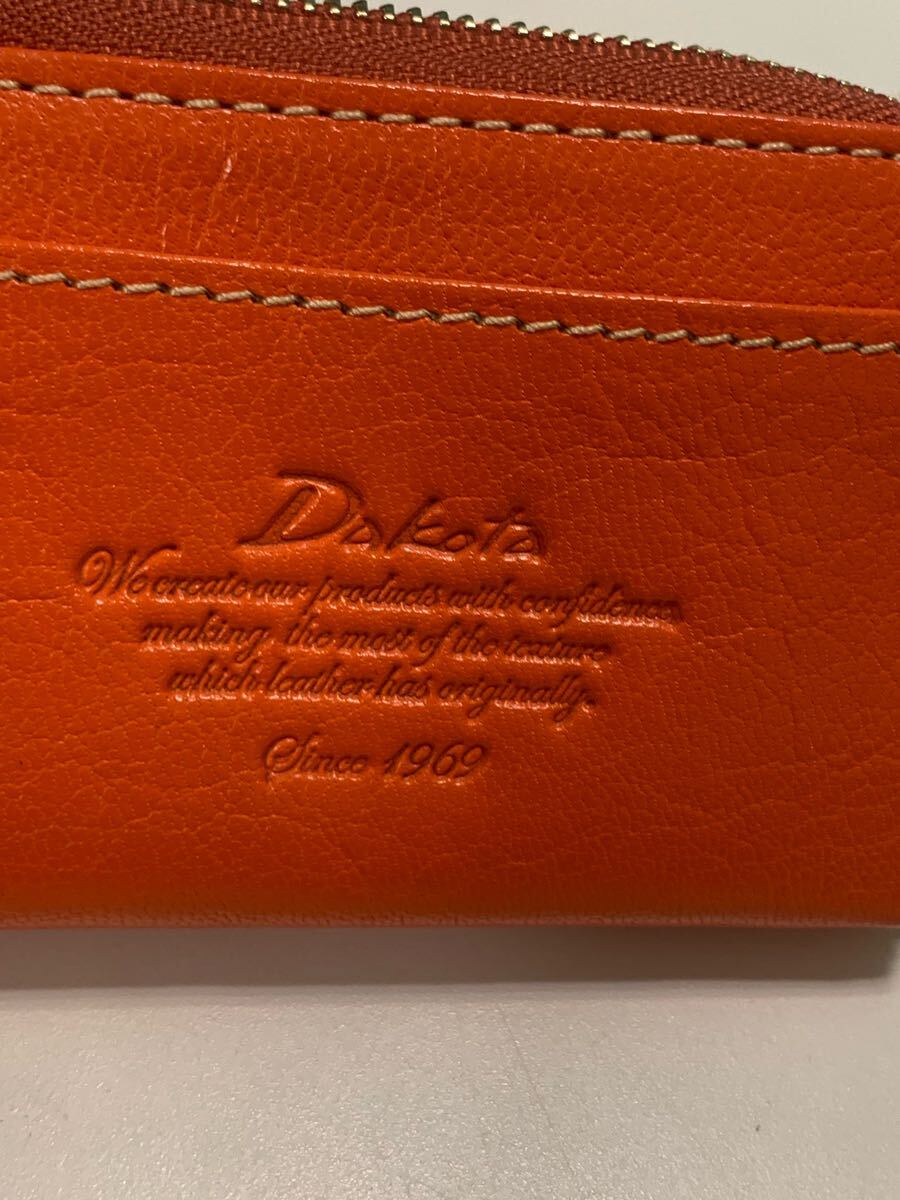 Dakota
We create our products with confidence,
making the most of the texture
which leather has originally.
Since 1969